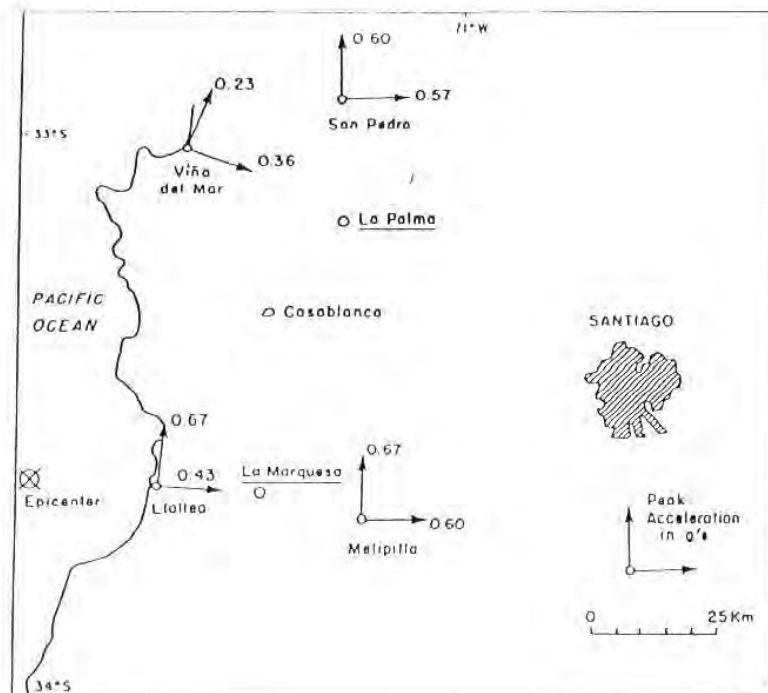 71°W
0.60
0.57
San Pedro
0.23
33°S
0.36
Viña
del Mar
La Palma
PACIFIC
OCEAN
Casablanca
SANTIAGO
0.67
0.43
Epicenter
Llolleo
La Marquesa
0.67
0.60
Melipilla
Peak
Acceleration
in g's
0
25 Km
34°S